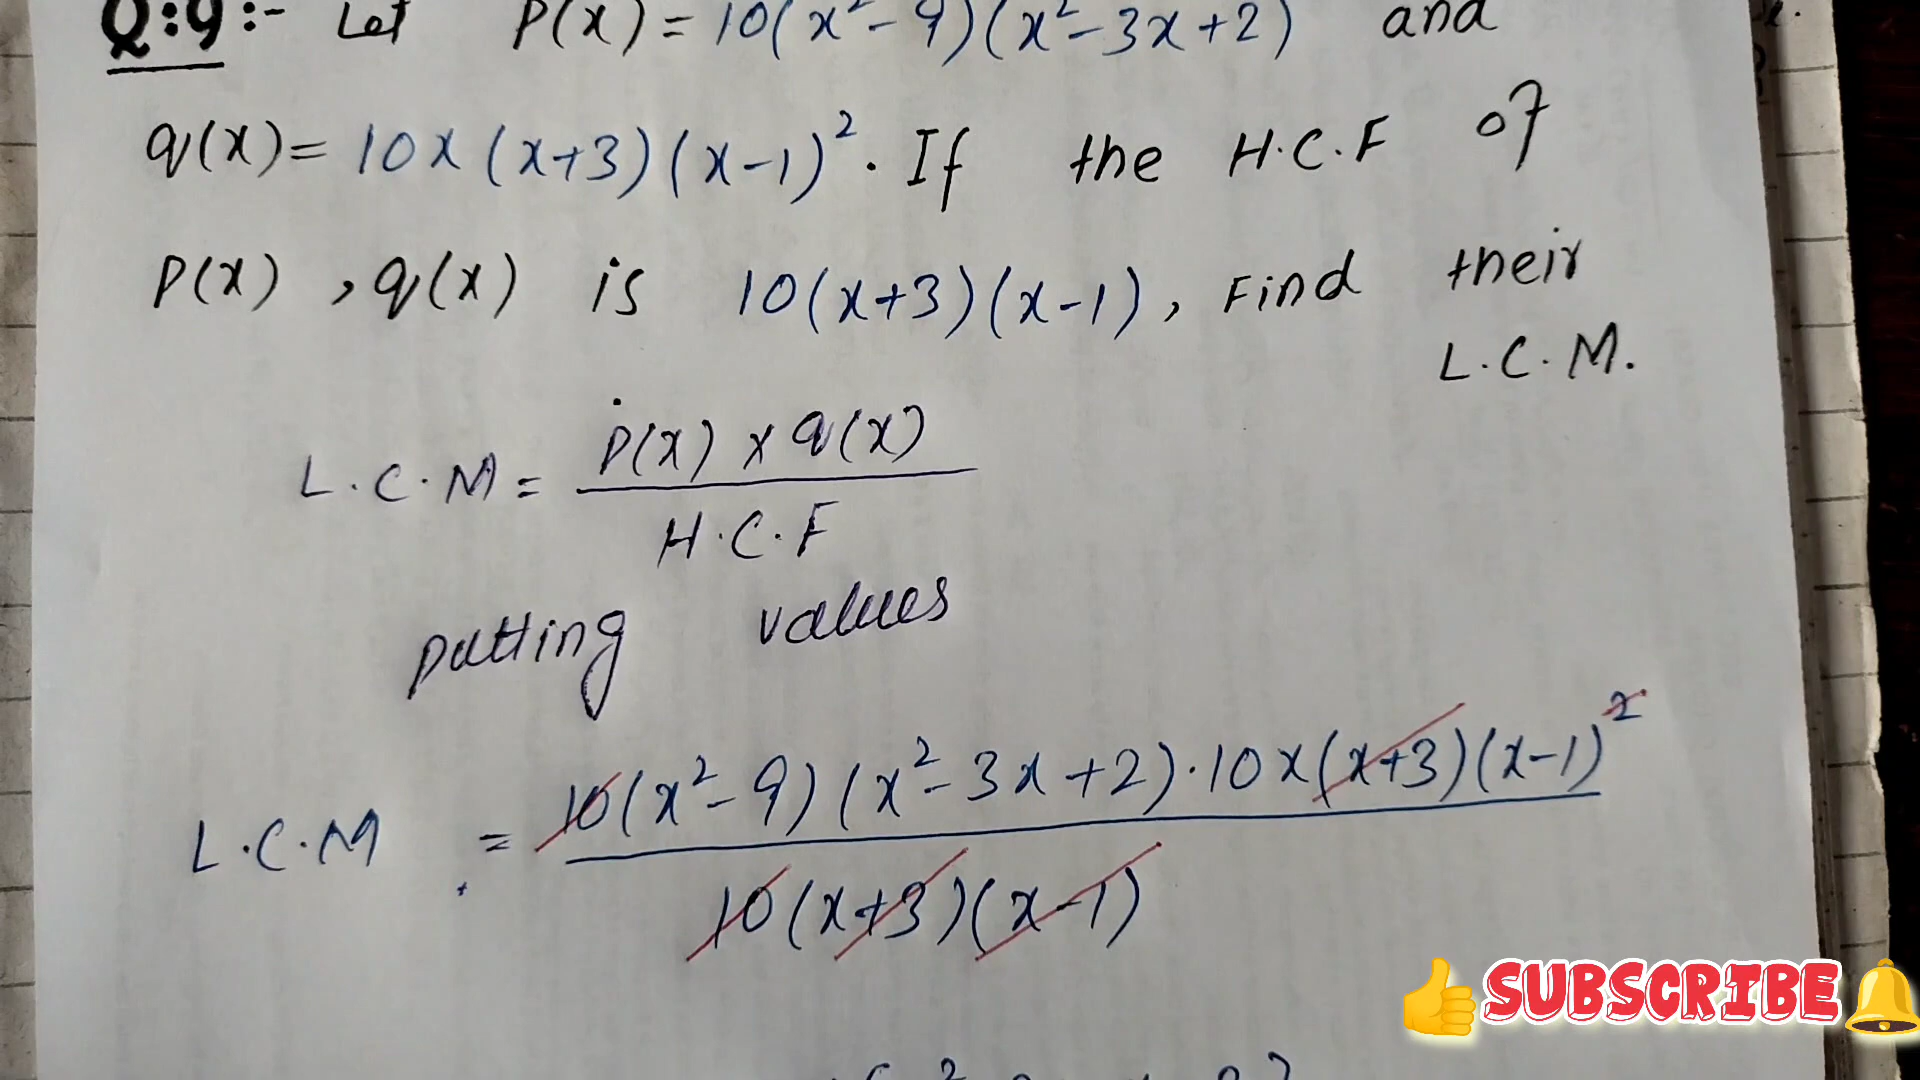 Q:9:- Let P(x) = 10(x²-9)(x²-3x+2) and
q(x) = 10x(x+3)(x-1)². If the H.C.F of
P(x), q(x) is 10(x+3)(x-1), Find their
L.C.M.
L.C.M = P(x) x q(x) / H.C.F
putting values
L.C.M = 10(x²-9)(x²-3x+2).10x(x+3)(x-1)² / 10(x+3)(x-1)
SUBSCRIBE